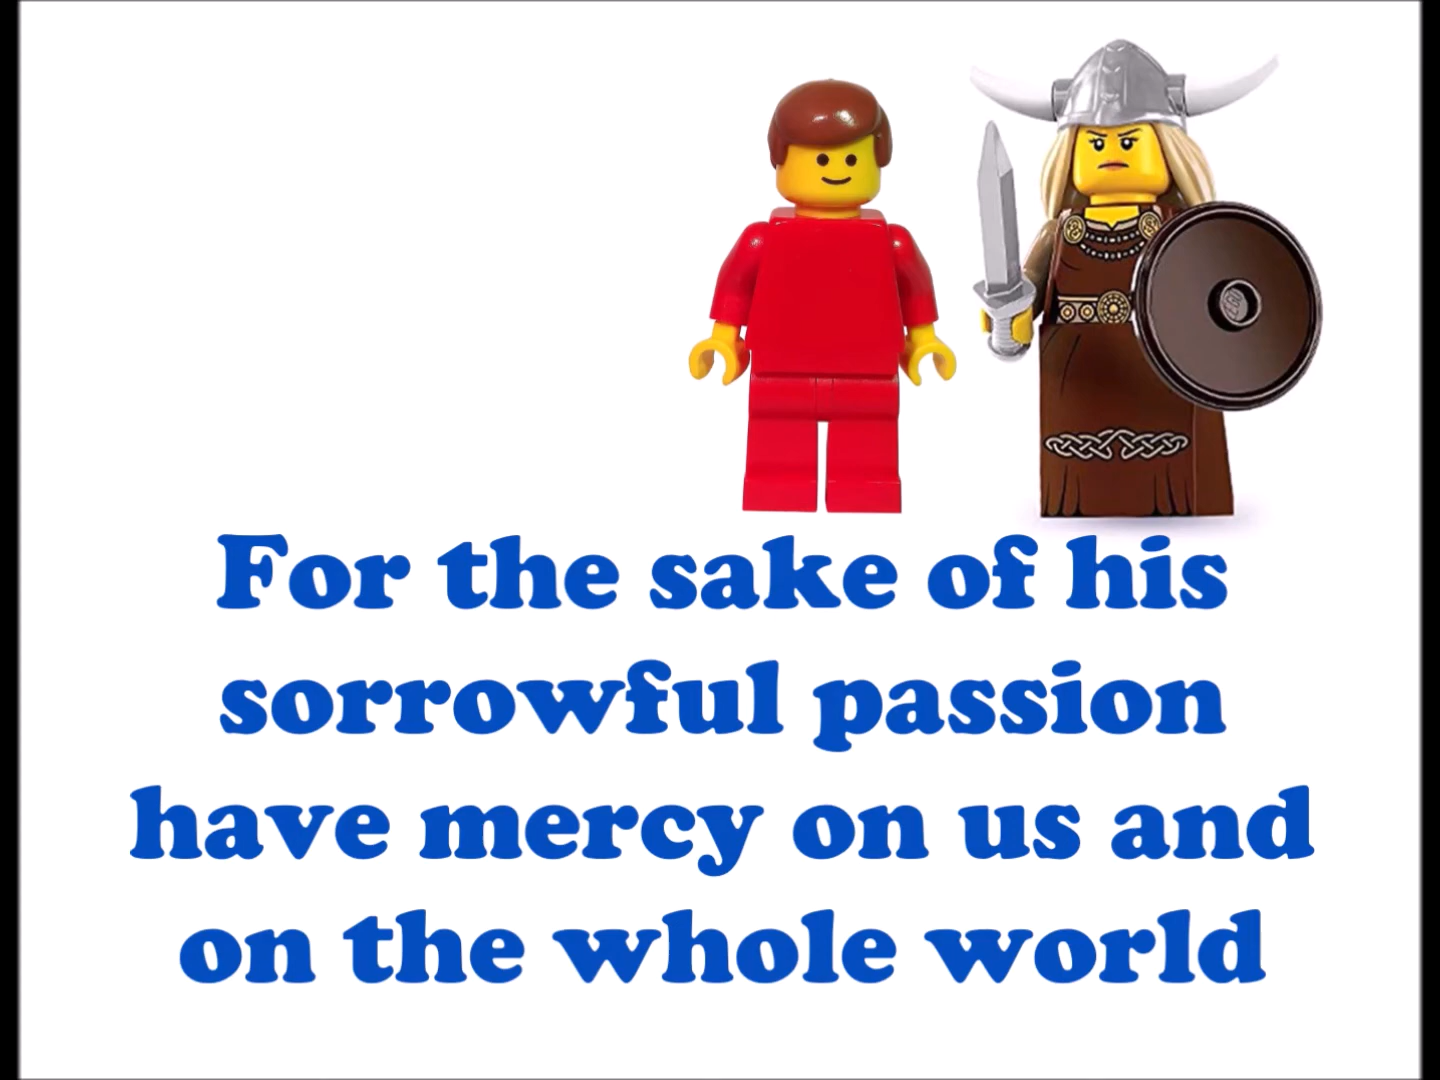 For the sake of his
sorrowful passion
have mercy on us and
on the whole world